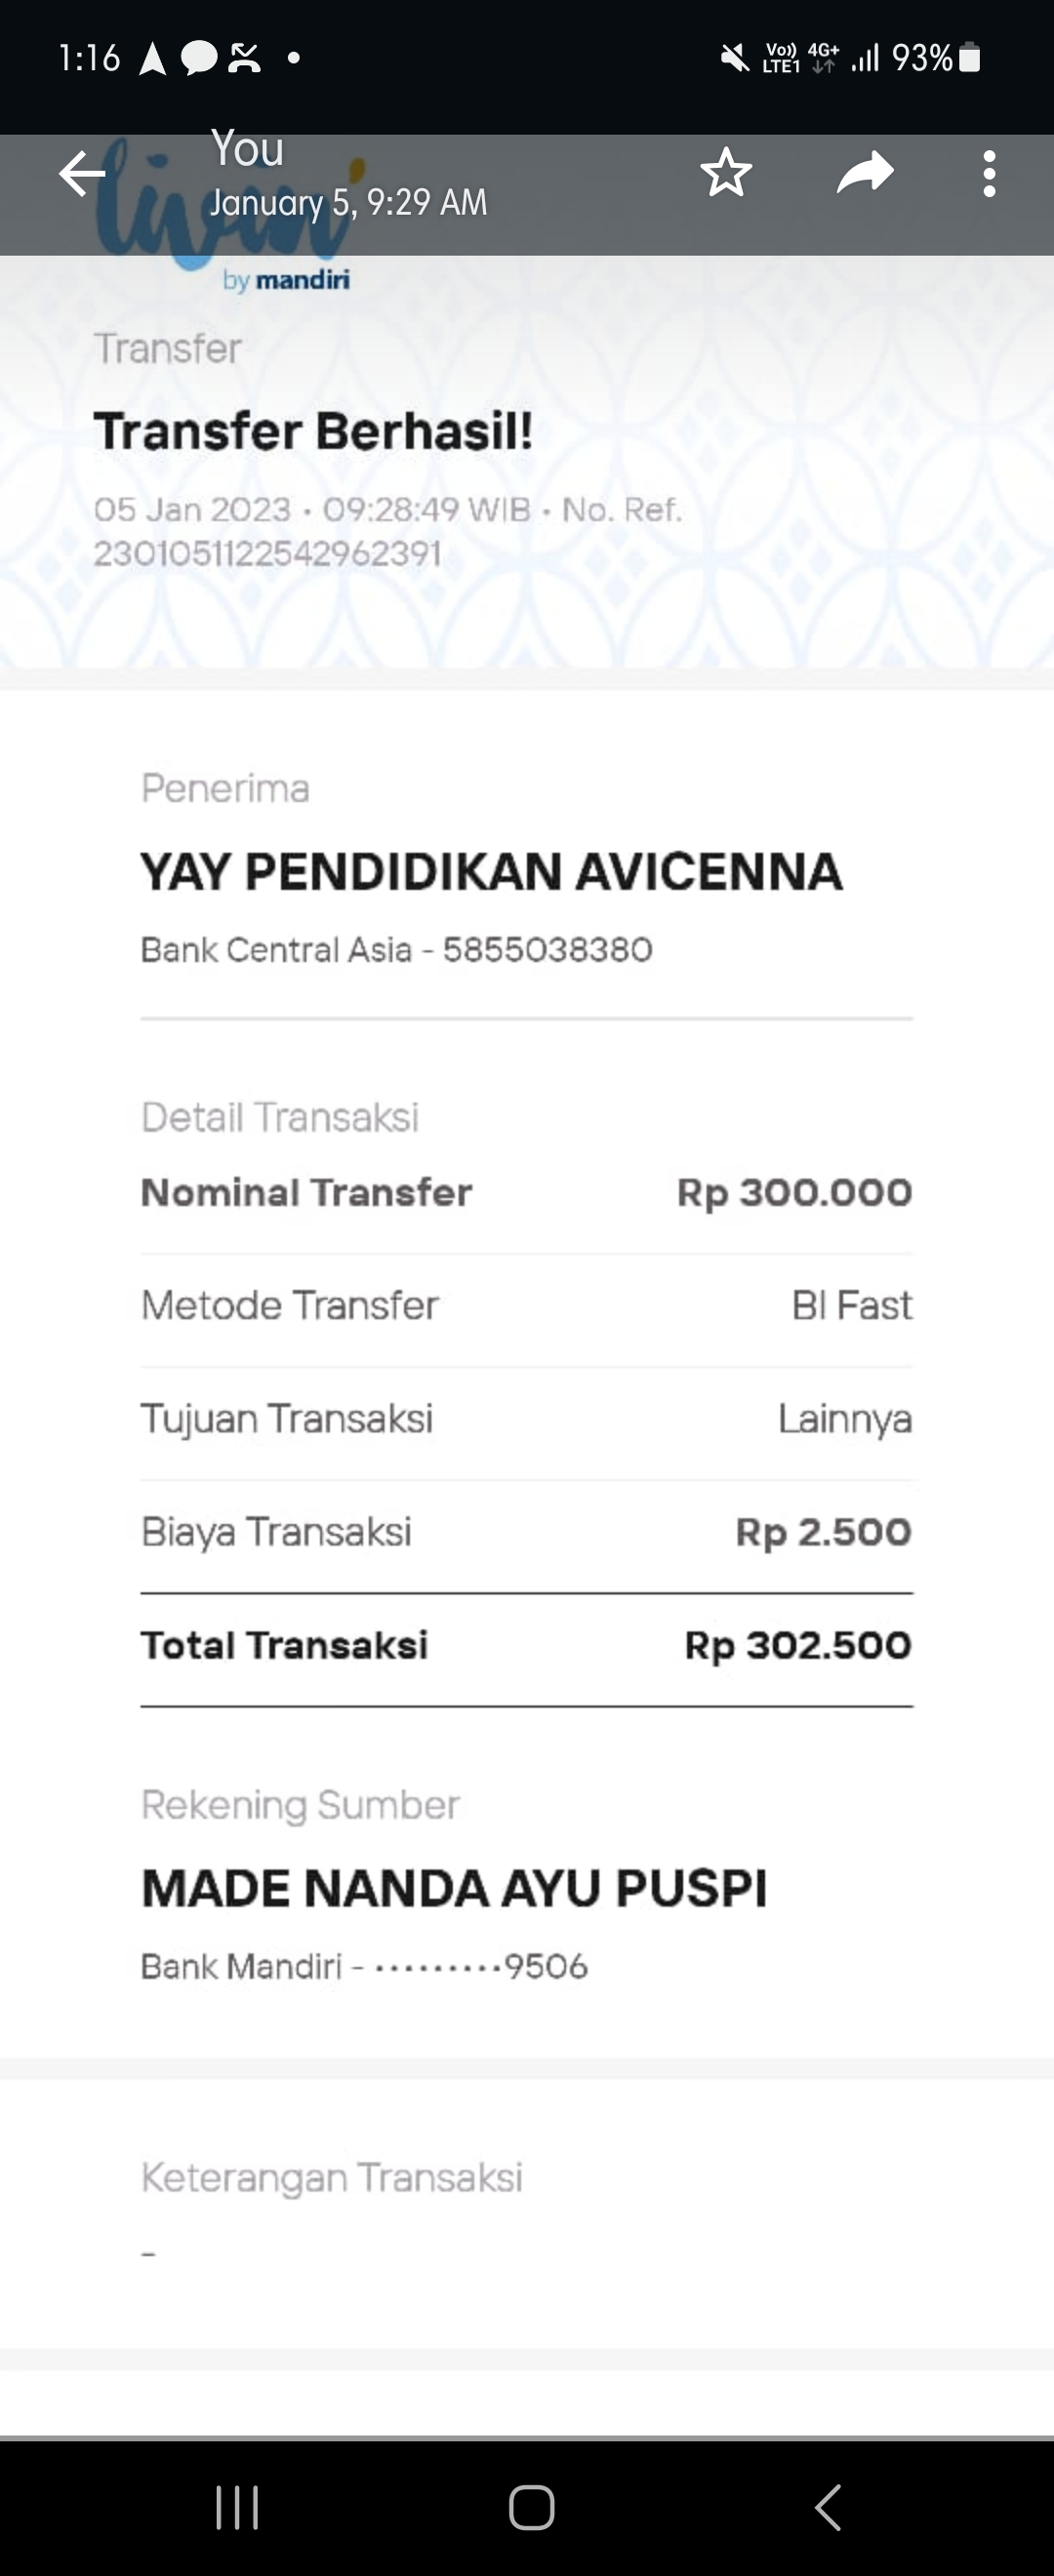 1:16
Vo)) 4G+
LTE1
93%
You
January 5, 9:29 AM
livin'
by mandiri
Transfer
Transfer Berhasil!
05 Jan 2023 • 09:28:49 WIB • No. Ref.
2301051122542962391
Penerima
YAY PENDIDIKAN AVICENNA
Bank Central Asia - 5855038380
Detail Transaksi
Nominal Transfer Rp 300.000
Metode Transfer BI Fast
Tujuan Transaksi Lainnya
Biaya Transaksi Rp 2.500
Total Transaksi Rp 302.500
Rekening Sumber
MADE NANDA AYU PUSPI
Bank Mandiri - •••••••••9506
Keterangan Transaksi
-